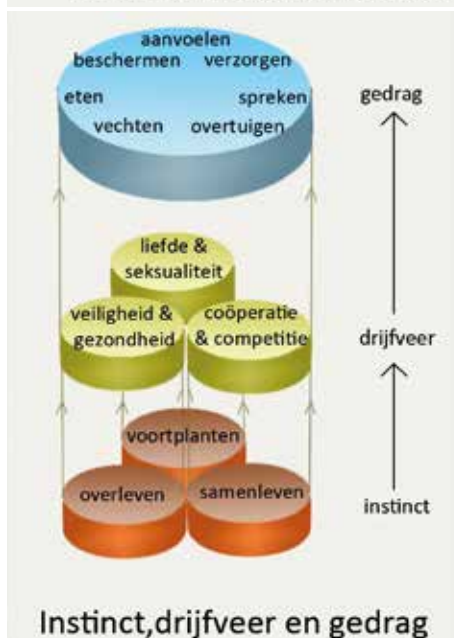 aanvoelen
beschermen verzorgen
eten spreken
vechten overtuigen
gedrag
liefde &
seksualiteit
veiligheid &
gezondheid
coöperatie
& competitie
drijfveer
voortplanten
overleven samenleven
instinct
Instinct,drijfveer en gedrag